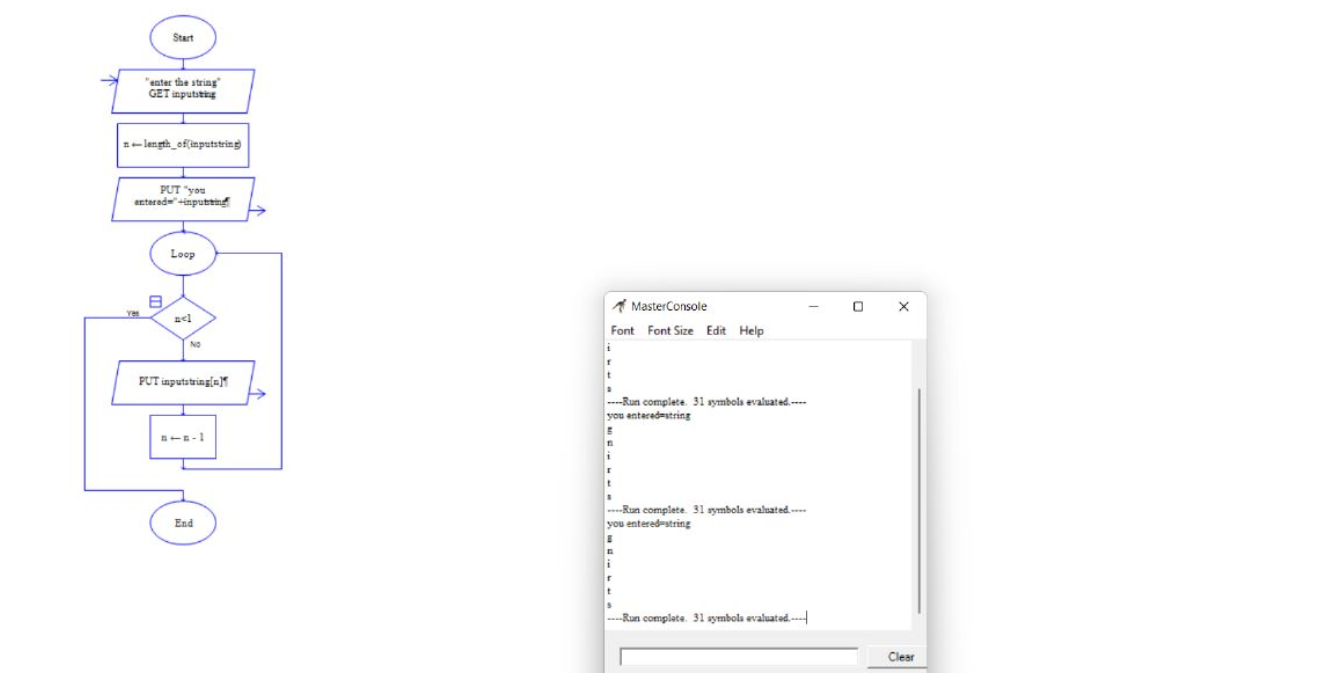 Start
"enter the string"
GET inputstring
n ← length_of(inputstring)
PUT "you
entered="+inputstring¶
Loop
Yes
n<1
No
PUT inputstring[n]¶
n ← n - 1
End
MasterConsole
Font Font Size Edit Help
i
r
t
s
----Run complete. 31 symbols evaluated.----
you entered=string
g
n
i
r
t
s
----Run complete. 31 symbols evaluated.----
you entered=string
g
n
i
r
t
s
----Run complete. 31 symbols evaluated.----
Clear